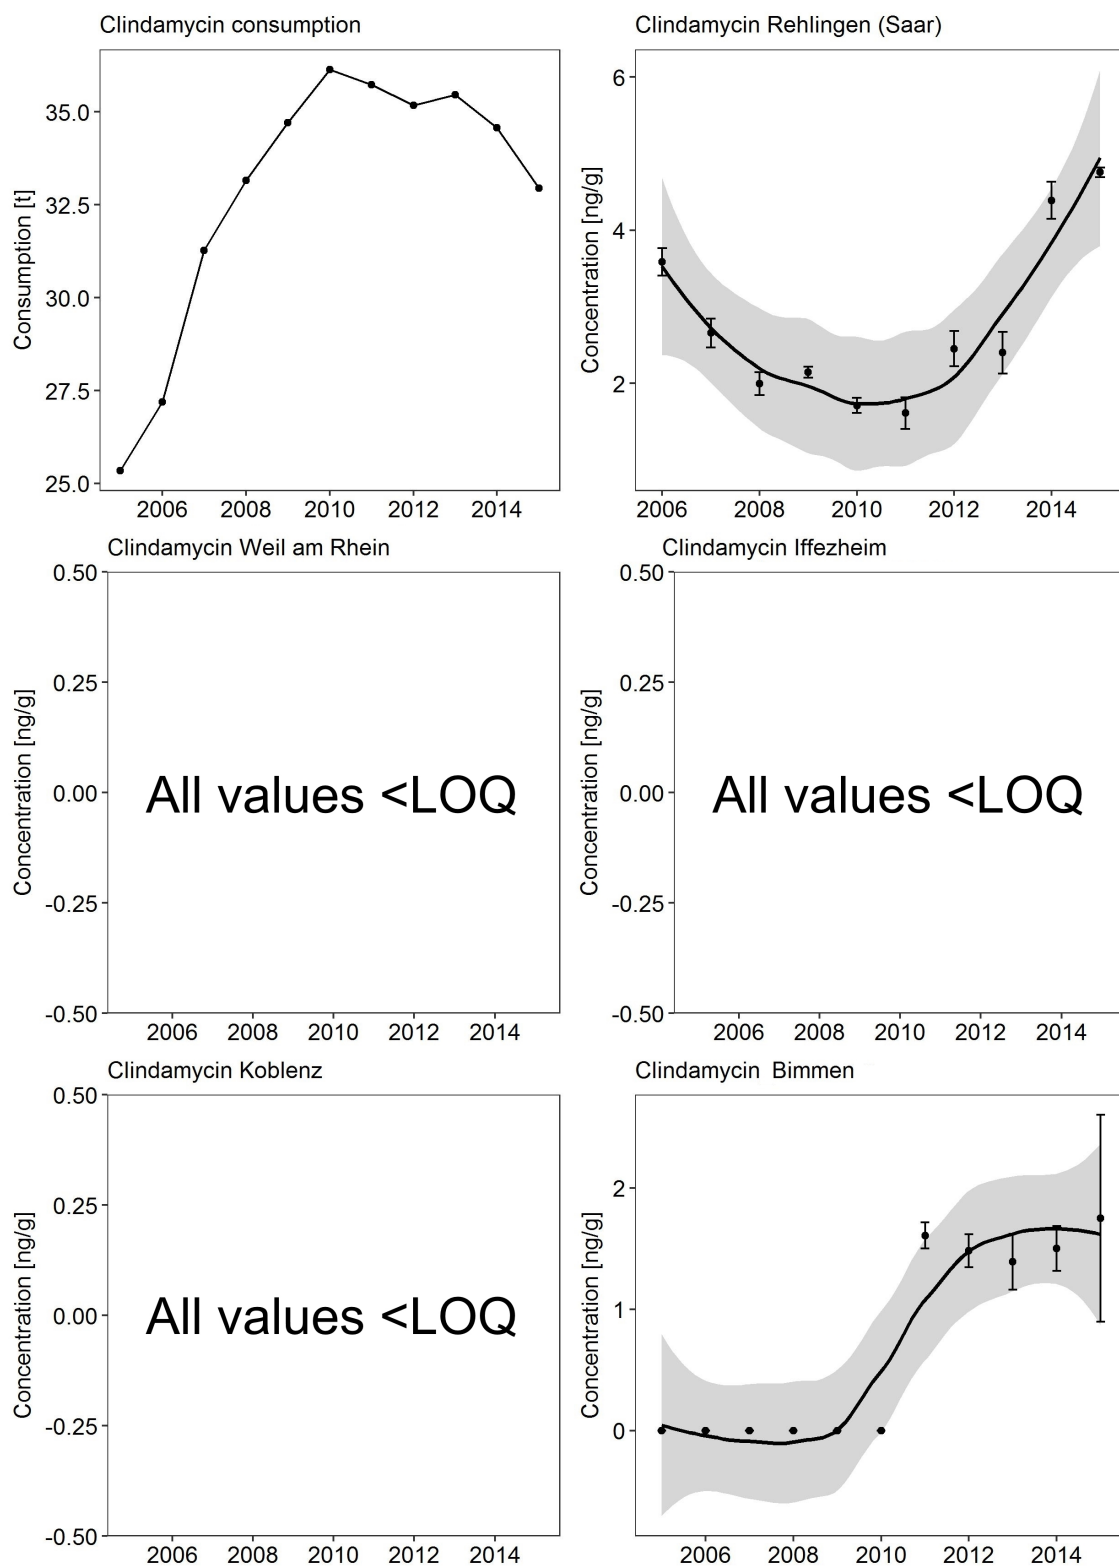 Clindamycin consumption
Consumption [t]
35.0
32.5
30.0
27.5
25.0
2006 2008 2010 2012 2014
Clindamycin Rehlingen (Saar)
Concentration [ng/g]
6
4
2
2006 2008 2010 2012 2014
Clindamycin Weil am Rhein
Concentration [ng/g]
0.50
0.25
0.00
-0.25
-0.50
All values <LOQ
2006 2008 2010 2012 2014
Clindamycin Iffezheim
Concentration [ng/g]
0.50
0.25
0.00
-0.25
-0.50
All values <LOQ
2006 2008 2010 2012 2014
Clindamycin Koblenz
Concentration [ng/g]
0.50
0.25
0.00
-0.25
-0.50
All values <LOQ
2006 2008 2010 2012 2014
Clindamycin Bimmen
Concentration [ng/g]
2
1
0
2006 2008 2010 2012 2014